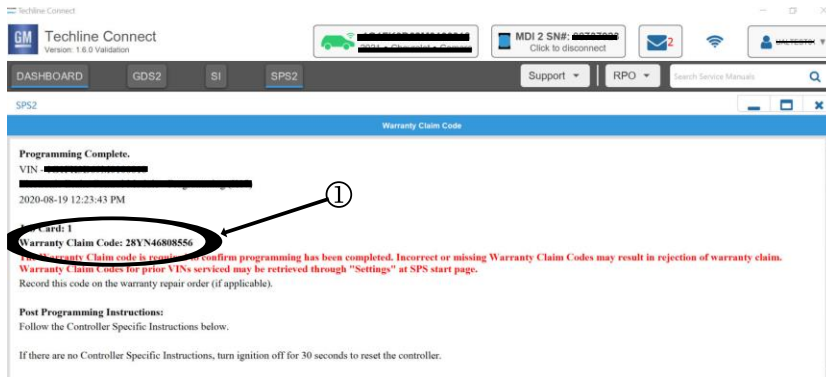 Techline Connect
GM
Techline Connect
Version: 1.6.0 Validation
MDI 2 SN#:
Click to disconnect
2
DASHBOARD
GDS2
SI
SPS2
Support
RPO
Search Service Manuals
SPS2
Warranty Claim Code
Programming Complete.
VIN -
2020-08-19 12:23:43 PM
1
Card: 1
Warranty Claim Code: 28YN46808556
The Warranty Claim code is required to confirm programming has been completed. Incorrect or missing Warranty Claim Codes may result in rejection of warranty claim.
Warranty Claim Codes for prior VINs serviced may be retrieved through "Settings" at SPS start page.
Record this code on the warranty repair order (if applicable).
Post Programming Instructions:
Follow the Controller Specific Instructions below.
If there are no Controller Specific Instructions, turn ignition off for 30 seconds to reset the controller.